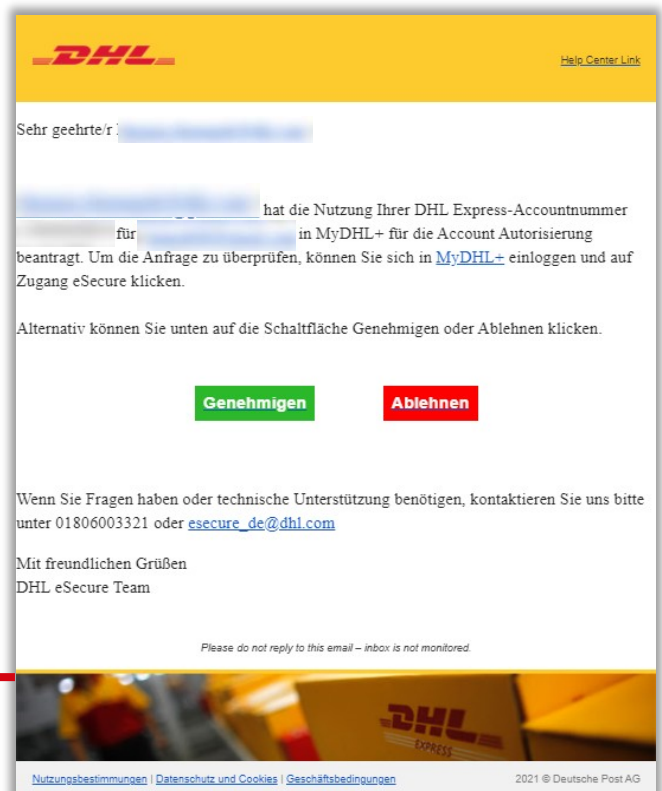 DHL
Help Center Link
Sehr geehrte/r
hat die Nutzung Ihrer DHL Express-Accountnummer
für in MyDHL+ für die Account Autorisierung
beantragt. Um die Anfrage zu überprüfen, können Sie sich in MyDHL+ einloggen und auf
Zugang eSecure klicken.
Alternativ können Sie unten auf die Schaltfläche Genehmigen oder Ablehnen klicken.
Genehmigen Ablehnen
Wenn Sie Fragen haben oder technische Unterstützung benötigen, kontaktieren Sie uns bitte
unter 01806003321 oder esecure_de@dhl.com
Mit freundlichen Grüßen
DHL eSecure Team
Please do not reply to this email – inbox is not monitored.
DHL
EXPRESS
Nutzungsbestimmungen | Datenschutz und Cookies | Geschäftsbedingungen 2021 © Deutsche Post AG